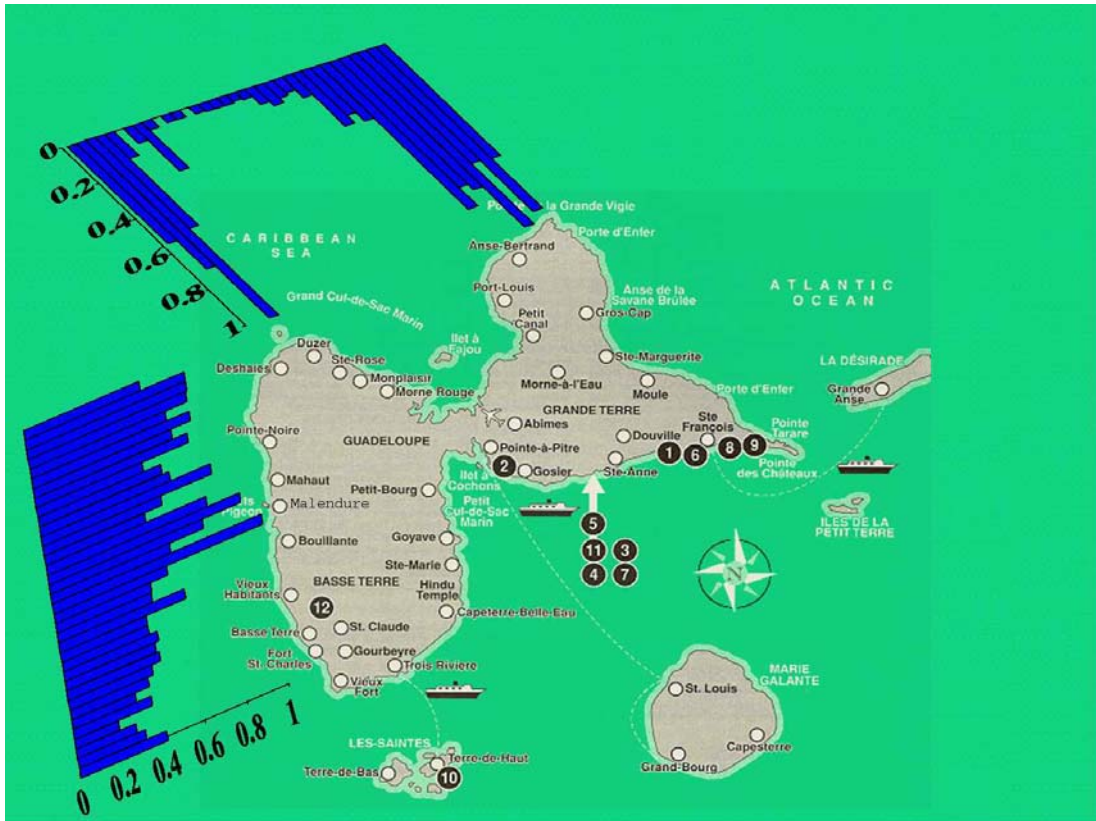 0
0.2
0.4
0.6
0.8
1
la Grande Vigie
Porte d'Enfer
CARIBBEAN
SEA
Anse-Bertrand
ATLANTIC
OCEAN
Grand Cul-de-Sac Marin
Port-Louis
Anse de la
Savane Brûlée
Petit
Canal
Gros-Cap
Ilet à
Fajou
Duzer
Ste-Rose
Deshaies
Monplaisir
Morne Rouge
Ste-Marguerite
LA DÉSIRADE
Morne-à-l'Eau
Moule
Porte d'Enfer
Grande
Anse
GRANDE TERRE
Abimes
Ste
François
Pointe
Tarare
Pointe-Noire
GUADELOUPE
Douville
Pointe-à-Pitre
1
6
8
9
2
Gosier
Ste-Anne
Pointe
des Châteaux
Ilet à
Cochons
Mahaut
Petit-Bourg
Petit
Cul-de-Sac
Marin
Pigeon
Malendure
ILES DE LA
PETIT TERRE
5
Bouillante
Goyave
11
3
4
7
Ste-Marie
BASSE TERRE
Hindu
Temple
N
Vieux
Habitants
12
Capeterre-Belle-Eau
St. Claude
Basse Terre
Gourbeyre
Fort
St. Charles
Trois Rivière
MARIE
GALANTE
Vieux
Fort
St. Louis
LES-SAINTES
Capesterre
Terre-de-Haut
Grand-Bourg
Terre-de-Bas
10
0
0.2
0.4
0.6
0.8
1